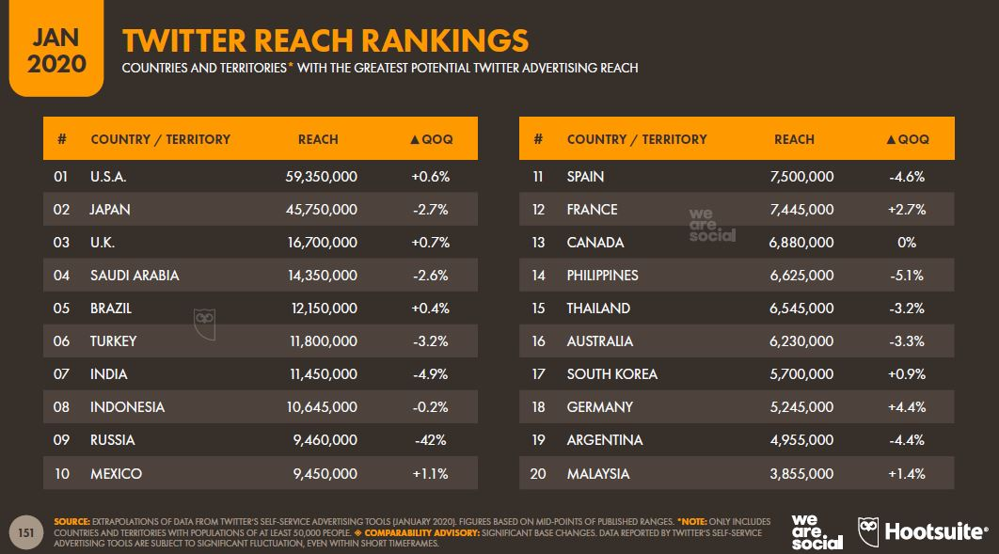 JAN
2020
TWITTER REACH RANKINGS
COUNTRIES AND TERRITORIES* WITH THE GREATEST POTENTIAL TWITTER ADVERTISING REACH
# COUNTRY / TERRITORY REACH ▲QOQ
01 U.S.A. 59,350,000 +0.6%
02 JAPAN 45,750,000 -2.7%
03 U.K. 16,700,000 +0.7%
04 SAUDI ARABIA 14,350,000 -2.6%
05 BRAZIL 12,150,000 +0.4%
06 TURKEY 11,800,000 -3.2%
07 INDIA 11,450,000 -4.9%
08 INDONESIA 10,645,000 -0.2%
09 RUSSIA 9,460,000 -42%
10 MEXICO 9,450,000 +1.1%
# COUNTRY / TERRITORY REACH ▲QOQ
11 SPAIN 7,500,000 -4.6%
12 FRANCE 7,445,000 +2.7%
13 CANADA 6,880,000 0%
14 PHILIPPINES 6,625,000 -5.1%
15 THAILAND 6,545,000 -3.2%
16 AUSTRALIA 6,230,000 -3.3%
17 SOUTH KOREA 5,700,000 +0.9%
18 GERMANY 5,245,000 +4.4%
19 ARGENTINA 4,955,000 -4.4%
20 MALAYSIA 3,855,000 +1.4%
we
are
social
151
SOURCE: EXTRAPOLATIONS OF DATA FROM TWITTER'S SELF-SERVICE ADVERTISING TOOLS (JANUARY 2020). FIGURES BASED ON MID-POINTS OF PUBLISHED RANGES. *NOTE: ONLY INCLUDES
COUNTRIES AND TERRITORIES WITH POPULATIONS OF AT LEAST 50,000 PEOPLE. ※ COMPARABILITY ADVISORY: SIGNIFICANT BASE CHANGES. DATA REPORTED BY TWITTER'S SELF-SERVICE
ADVERTISING TOOLS ARE SUBJECT TO SIGNIFICANT FLUCTUATION, EVEN WITHIN SHORT TIMEFRAMES.
we
are
social
Hootsuite®